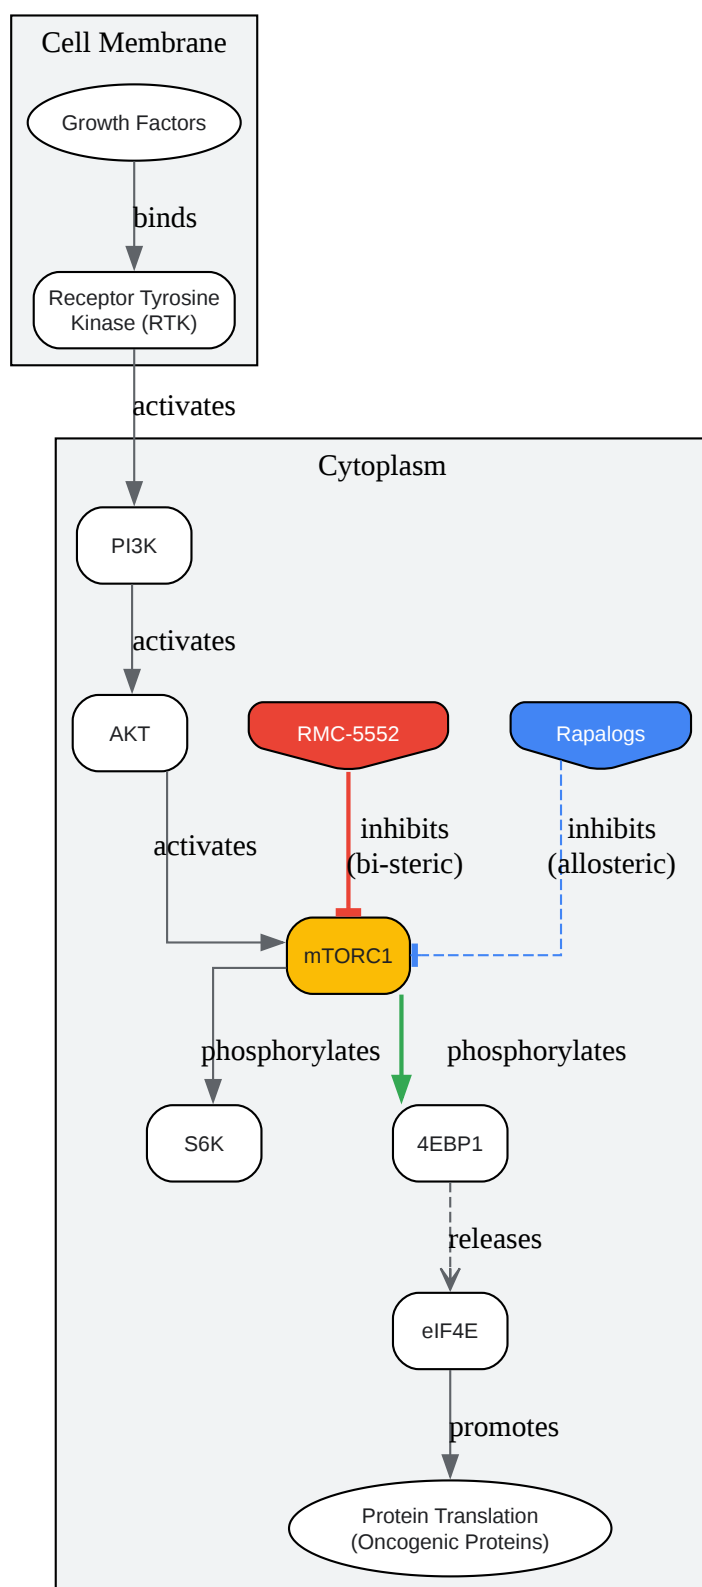 Cell Membrane
Growth Factors
binds
Receptor Tyrosine
Kinase (RTK)
activates
Cytoplasm
PI3K
activates
AKT
RMC-5552
Rapalogs
activates
inhibits
(bi-steric)
inhibits
(allosteric)
mTORC1
phosphorylates
phosphorylates
S6K
4EBP1
releases
eIF4E
promotes
Protein Translation
(Oncogenic Proteins)